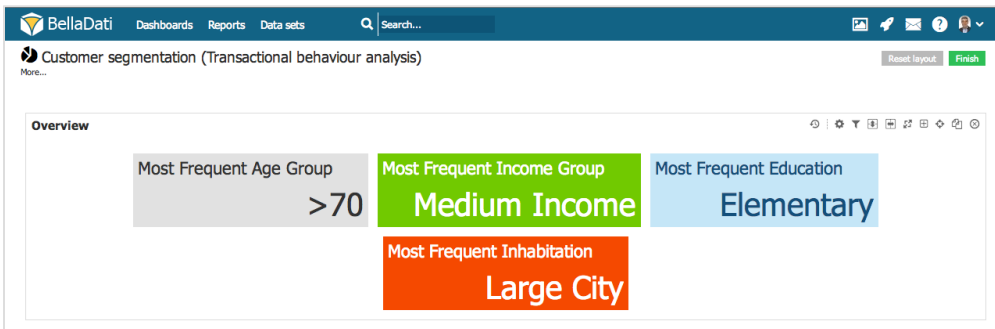 BellaDati Dashboards Reports Data sets Search... ?
Customer segmentation (Transactional behaviour analysis) Reset layout Finish
More...
Overview
Most Frequent Age Group
>70
Most Frequent Income Group
Medium Income
Most Frequent Education
Elementary
Most Frequent Inhabitation
Large City